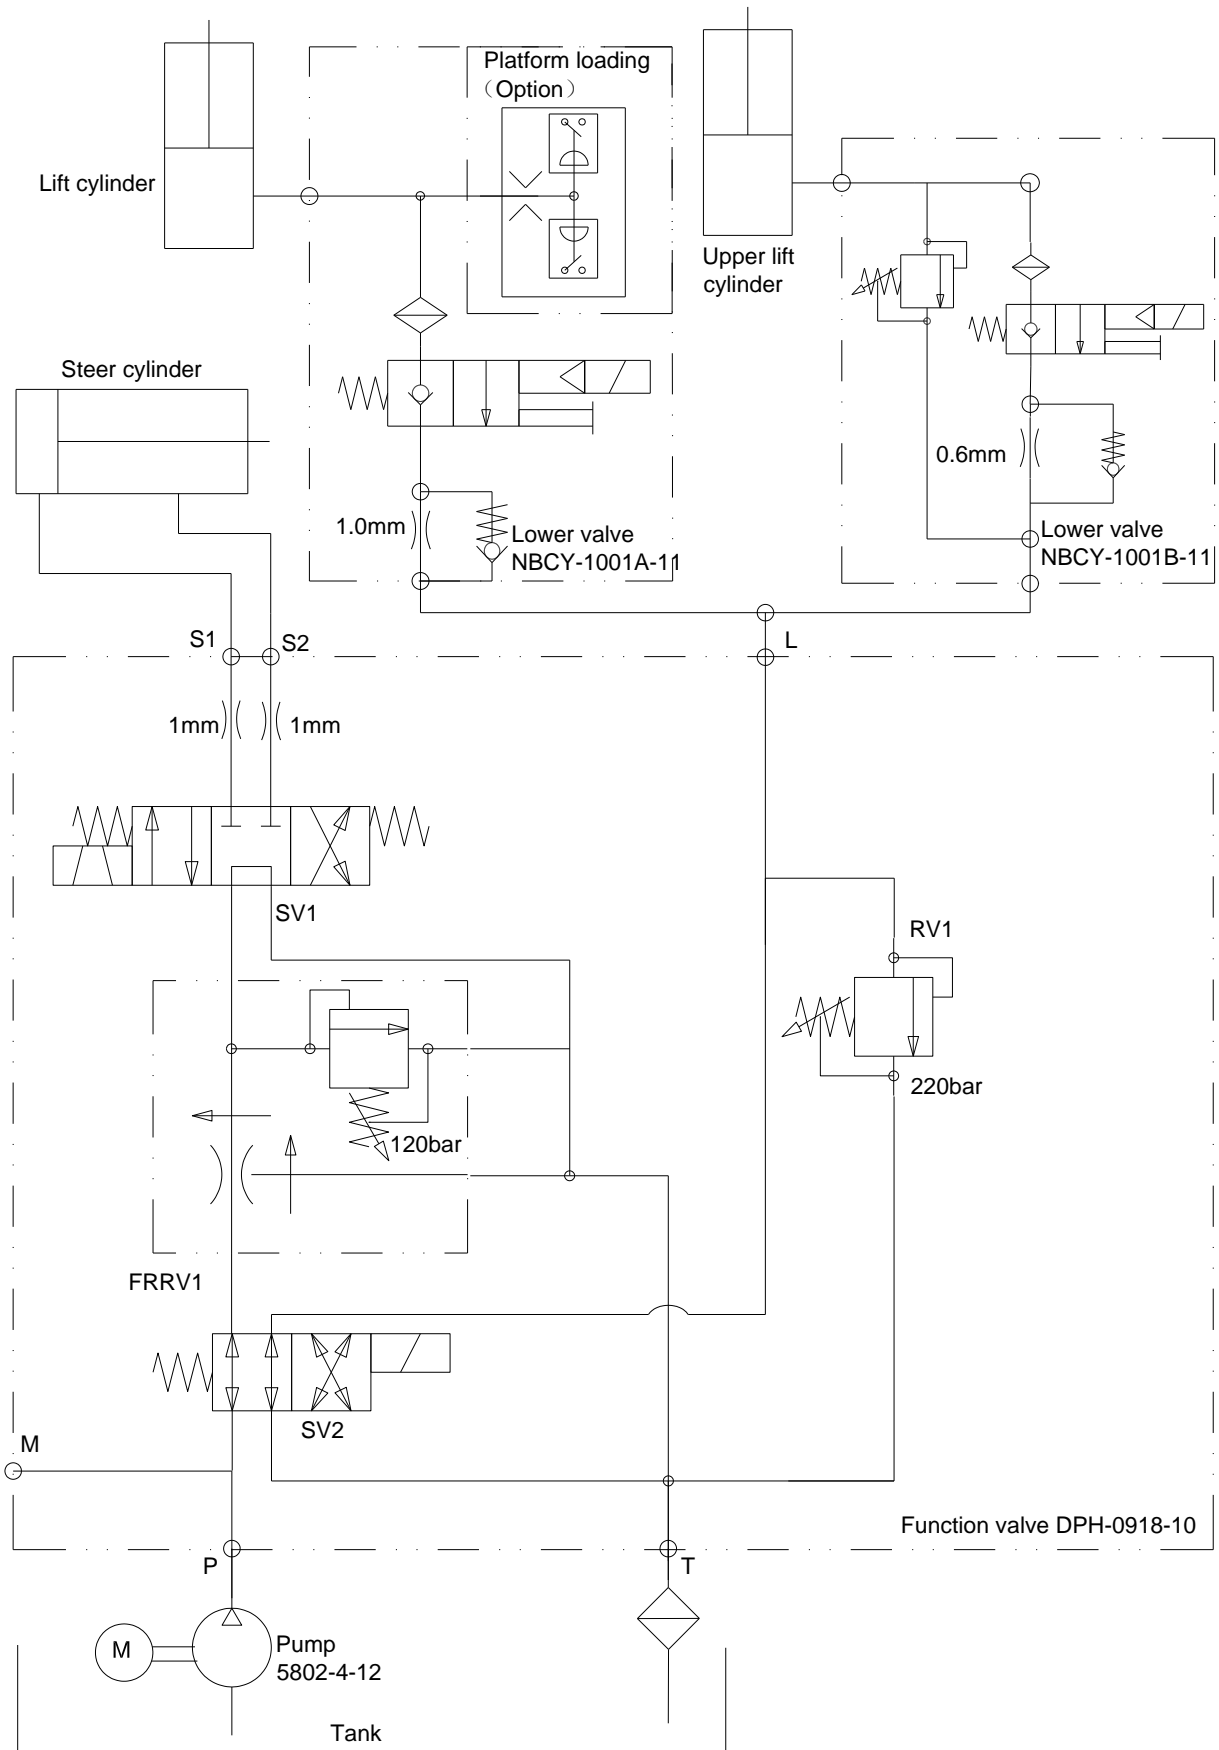 Platform loading
（Option）
Lift cylinder
Upper lift
cylinder
Steer cylinder
0.6mm
1.0mm
Lower valve
NBCY-1001A-11
Lower valve
NBCY-1001B-11
S1
S2
L
1mm
1mm
SV1
RV1
220bar
120bar
FRRV1
SV2
M
Function valve DPH-0918-10
P
T
M
Pump
5802-4-12
Tank